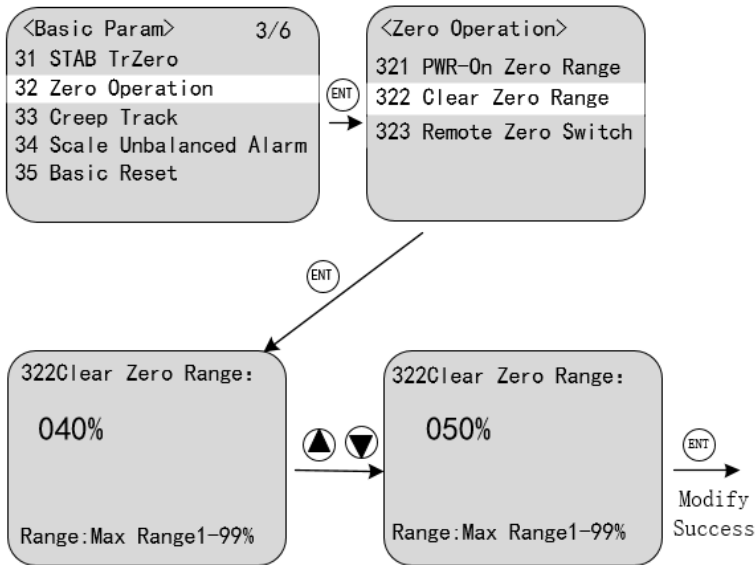 <Basic Param> 3/6
31 STAB TrZero
32 Zero Operation
33 Creep Track
34 Scale Unbalanced Alarm
35 Basic Reset
ENT
<Zero Operation>
321 PWR-On Zero Range
322 Clear Zero Range
323 Remote Zero Switch
ENT
322Clear Zero Range:
040%
Range:Max Range1-99%
322Clear Zero Range:
050%
Range:Max Range1-99%
ENT
Modify
Success